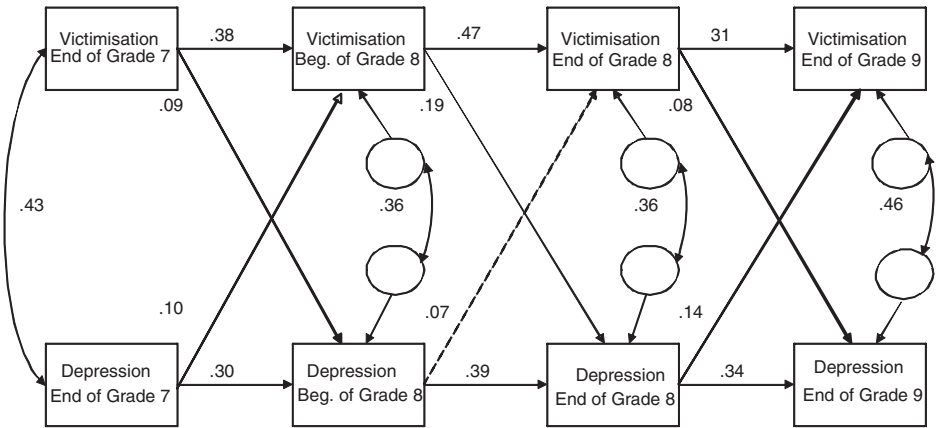 Victimisation
End of Grade 7
.38
Victimisation
Beg. of Grade 8
.47
Victimisation
End of Grade 8
31
Victimisation
End of Grade 9
.09
.19
.08
.43
.36
.36
.46
.10
.07
.14
Depression
End of Grade 7
.30
Depression
Beg. of Grade 8
.39
Depression
End of Grade 8
.34
Depression
End of Grade 9